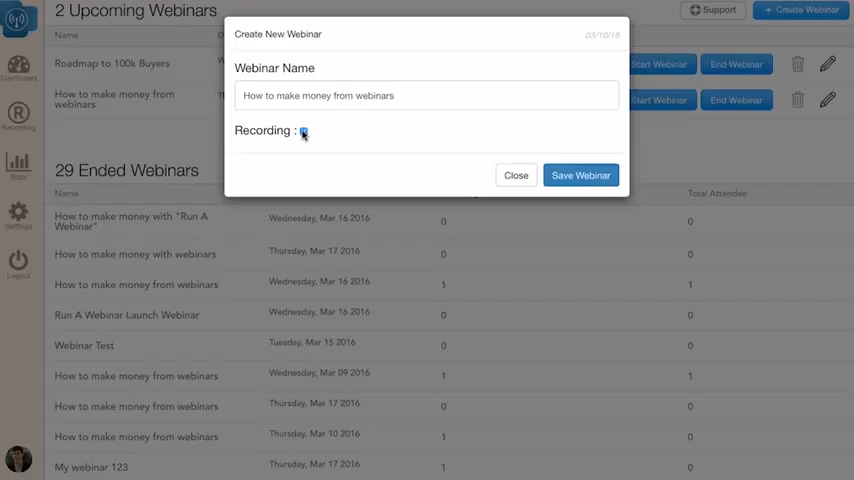 2 Upcoming Webinars
Support
+ Create Webinar
Name
Create New Webinar
03/10/16
Webinar Name
How to make money from webinars
Recording :
Close
Save Webinar
Dashboard
Recording
Stats
Settings
Logout
Roadmap to 100k Buyers
Start Webinar
End Webinar
How to make money from
webinars
Start Webinar
End Webinar
29 Ended Webinars
Name
Total Attendee
How to make money with "Run A
Webinar"
Wednesday, Mar 16 2016
0
0
How to make money with webinars
Thursday, Mar 17 2016
0
0
How to make money from webinars
Wednesday, Mar 16 2016
1
1
Run A Webinar Launch Webinar
Wednesday, Mar 16 2016
0
0
Webinar Test
Tuesday, Mar 15 2016
0
0
How to make money from webinars
Wednesday, Mar 09 2016
1
1
How to make money from webinars
Thursday, Mar 17 2016
0
0
How to make money from webinars
Thursday, Mar 10 2016
1
0
My webinar 123
Thursday, Mar 17 2016
1
0